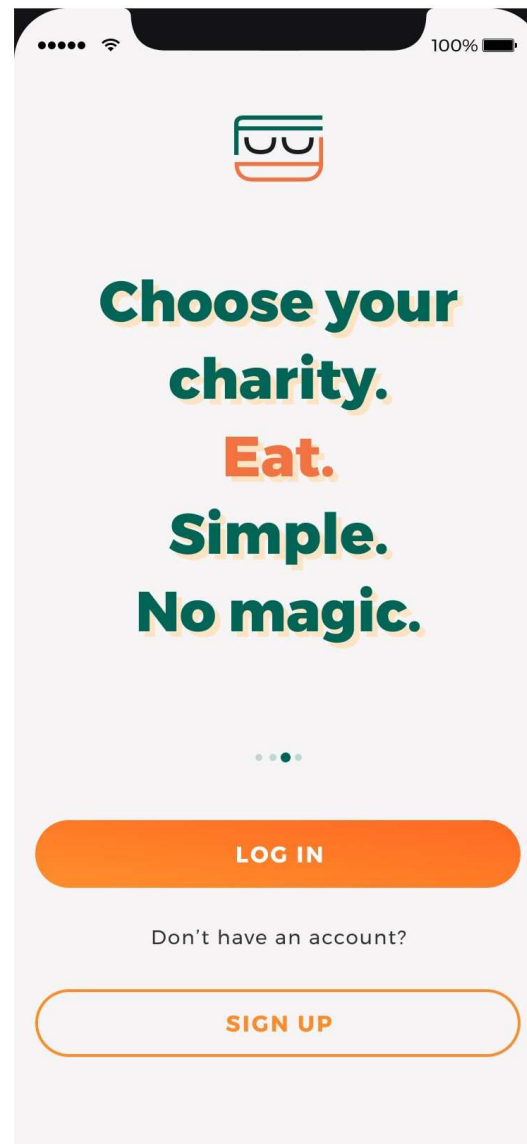 100%
Choose your
charity.
Eat.
Simple.
No magic.
LOG IN
Don’t have an account?
SIGN UP